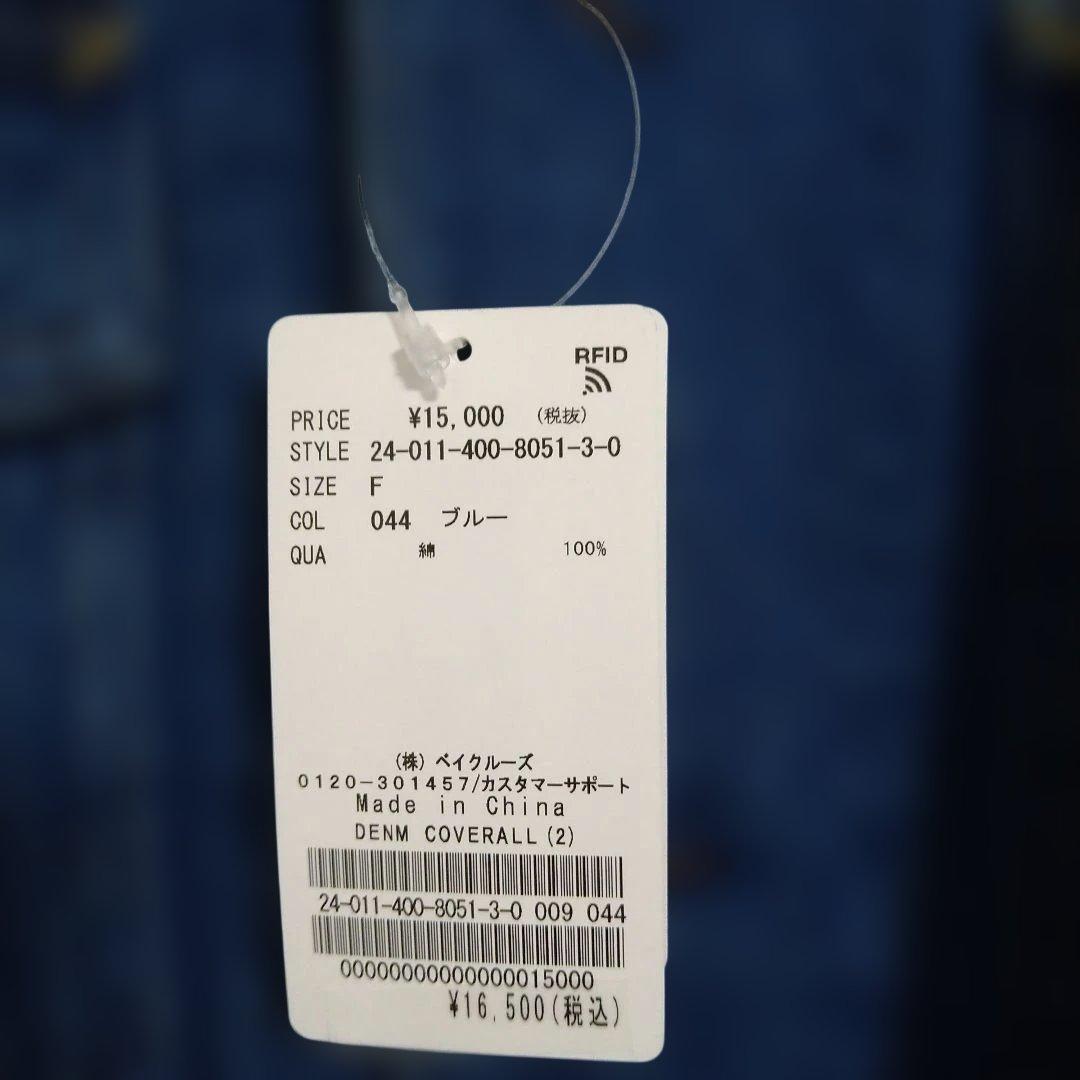 RFID
PRICE ¥15,000 (税抜)
STYLE 24-011-400-8051-3-0
SIZE F
COL 044 ブルー
QUA 綿 100%
(株) ベイクルーズ
0120-301457/カスタマーサポート
Made in China
DENM COVERALL(2)
24-011-400-8051-3-0 009 044
00000000000000015000
¥16,500(税込)